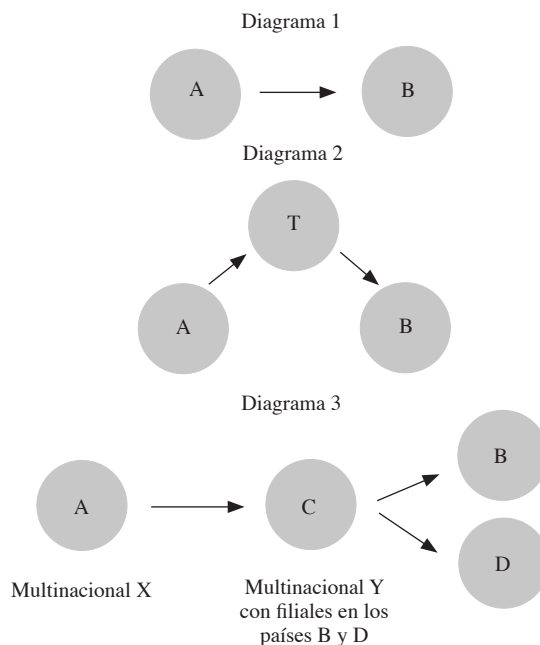 Diagrama 1
A
B
Diagrama 2
T
A
B
Diagrama 3
B
A
C
D
Multinacional X
Multinacional Y
con filiales en los
países B y D